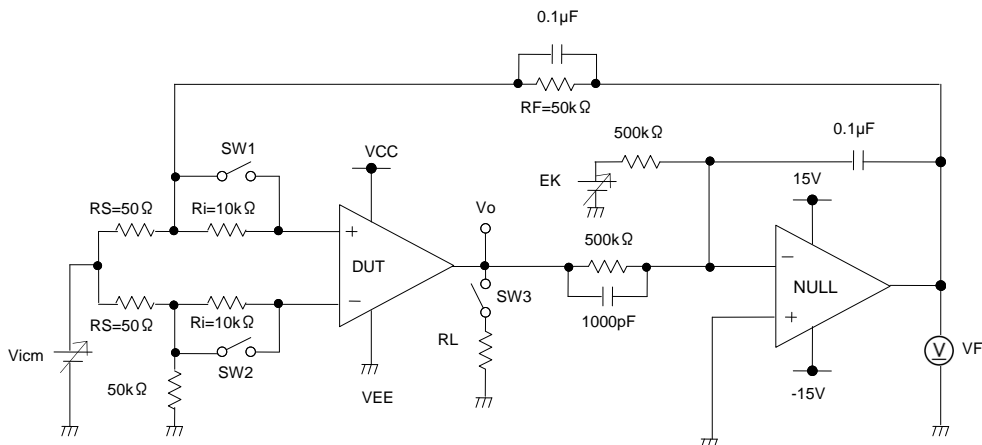 0.1μF
RF=50kΩ
500kΩ
0.1μF
SW1
VCC
EK
15V
RS=50Ω
Ri=10kΩ
Vo
500kΩ
+
DUT
−
−
NULL
+
SW3
RS=50Ω
Ri=10kΩ
1000pF
Vicm
SW2
RL
V
VF
50kΩ
VEE
-15V